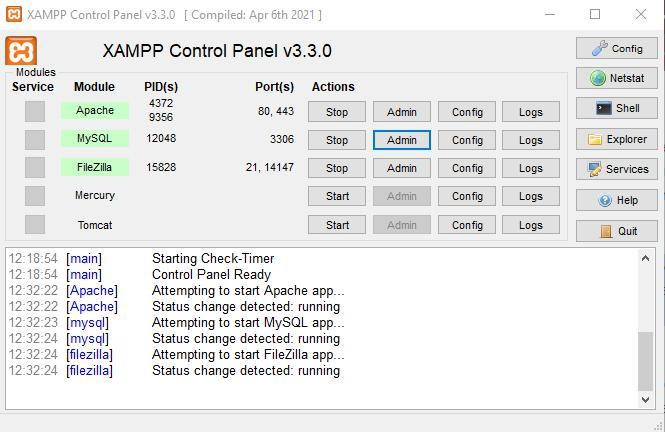 XAMPP Control Panel v3.3.0 [ Compiled: Apr 6th 2021 ]
XAMPP Control Panel v3.3.0
Config
Modules
Service Module PID(s) Port(s) Actions
Netstat
Apache 4372 9356 80, 443 Stop Admin Config Logs
Shell
MySQL 12048 3306 Stop Admin Config Logs
Explorer
FileZilla 15828 21, 14147 Stop Admin Config Logs
Services
Mercury Start Admin Config Logs
Help
Tomcat Start Admin Config Logs
Quit
12:18:54 [main] Starting Check-Timer
12:18:54 [main] Control Panel Ready
12:32:22 [Apache] Attempting to start Apache app...
12:32:22 [Apache] Status change detected: running
12:32:23 [mysql] Attempting to start MySQL app...
12:32:24 [mysql] Status change detected: running
12:32:24 [filezilla] Attempting to start FileZilla app...
12:32:24 [filezilla] Status change detected: running